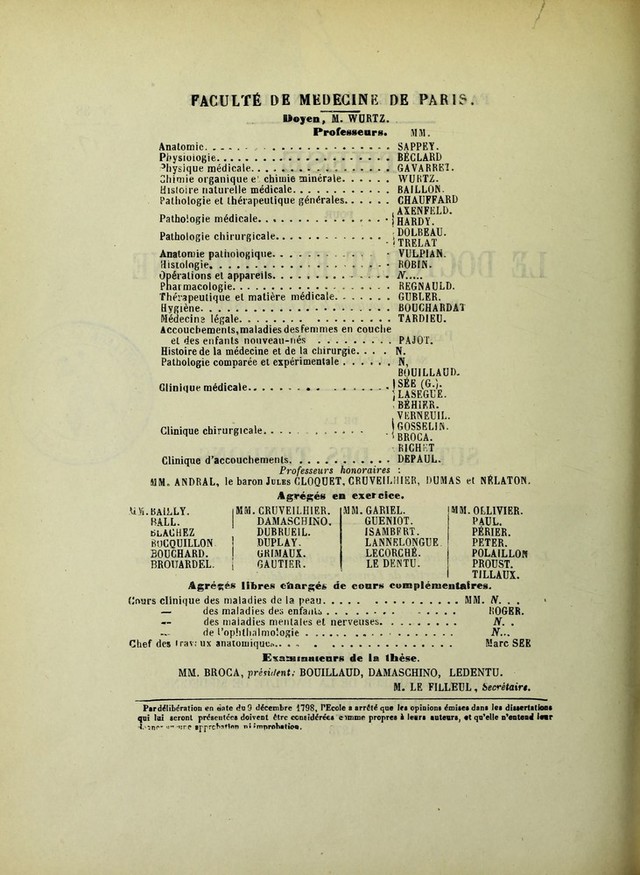 FACULTÉ DE MEDECINE DE PARIS.
Doyen, M. WURTZ.
Professeurs. MM.
Anatomie. SAPPEY.
Physiologie. BÉCLARD
Physique médicale. GAVARRET.
Chimie organique et chimie minérale. WURTZ.
Histoire naturelle médicale. BAILLON.
Pathologie et thérapeutique générales. CHAUFFARD
Pathologie médicale. AXENFELD.
HARDY.
Pathologie chirurgicale. DOLBEAU.
TRELAT
Anatomie pathologique. VULPIAN.
Histologie. ROBIN.
Opérations et appareils. N.....
Pharmacologie. REGNAULD.
Thérapeutique et matière médicale. GUBLER.
Hygiène. BOUCHARDAT
Médecine légale. TARDIEU.
Accouchements, maladies des femmes en couche
et des enfants nouveau-nés PAJOT.
Histoire de la médecine et de la chirurgie. N.
Pathologie comparée et expérimentale N,
BOUILLAUD.
Clinique médicale. SÉE (G.).
LASEGUE.
BÉHIER.
VERNEUIL.
Clinique chirurgicale. GOSSELIN.
BROCA.
RICHET
Clinique d'accouchements. DEPAUL.
Professeurs honoraires :
MM. ANDRAL, le baron JULES CLOQUET, CRUVEILHIER, DUMAS et NÉLATON.
Agrégés en exercice.
MM. BAILLY. MM. CRUVEILHIER. MM. GARIEL. MM. OLLIVIER.
BALL. DAMASCHINO. GUENIOT. PAUL.
BLACHEZ DUBRUEIL. ISAMBERT. PÉRIER.
BOCQUILLON DUPLAY. LANNELONGUE PETER.
BOUCHARD. GRIMAUX. LECORCHÉ. POLAILLON
BROUARDEL. GAUTIER. LE DENTU. PROUST.
TILLAUX.
Agrégés libres chargés de cours complémentaires.
Cours clinique des maladies de la peau. MM. N. . .
— des maladies des enfants ROGER.
— des maladies mentales et nerveuses. N. .
— de l'ophthalmologie N...
Chef des travaux anatomiques. Marc SEE
Examinateurs de la thèse.
MM. BROCA, président: BOUILLAUD, DAMASCHINO, LEDENTU.
M. LE FILLEUL, Secrétaire.
Par délibération en date du 9 décembre 1798, l'Ecole a arrêté que les opinions émises dans les dissertations
qui lui seront présentées doivent être considérées comme propres à leurs auteurs, et qu'elle n'entend leur
donner aucune approbation ni improbation.